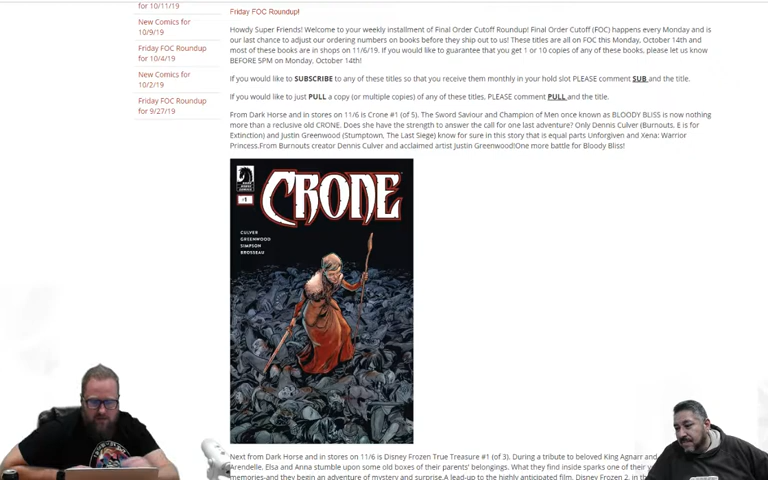 for 10/11/19
New Comics for
10/9/19
Friday FOC Roundup
for 10/4/19
New Comics for
10/2/19
Friday FOC Roundup
for 9/27/19
Friday FOC Roundup!
Howdy Super Friends! Welcome to your weekly installment of Final Order Cutoff Roundup! Final Order Cutoff (FOC) happens every Monday and is
our last chance to adjust our ordering numbers on books before they ship out to us! These titles are all on FOC this Monday, October 14th and
most of these books are in shops on 11/6/19. If you would like to guarantee that you get 1 or 10 copies of any of these books, please let us know
BEFORE 5PM on Monday, October 14th!
If you would like to SUBSCRIBE to any of these titles so that you receive them monthly in your hold slot PLEASE comment SUB and the title.
If you would like to just PULL a copy (or multiple copies) of any of these titles, PLEASE comment PULL and the title.
From Dark Horse and in stores on 11/6 is Crone #1 (of 5). The Sword Saviour and Champion of Men once known as BLOODY BLISS is now nothing
more than a reclusive old CRONE. Does she have the strength to answer the call for one last adventure? Only Dennis Culver (Burnouts, E is for
Extinction) and Justin Greenwood (Stumptown, The Last Siege) know for sure in this story that is equal parts Unforgiven and Xena: Warrior
Princess.From Burnouts creator Dennis Culver and acclaimed artist Justin Greenwood!One more battle for Bloody Bliss!
CRONE
#1
CULVER
GREENWOOD
SIMPSON
BROSSEAU
Next from Dark Horse and in stores on 11/6 is Disney Frozen True Treasure #1 (of 3). During a tribute to beloved King Agnarr and
Arendelle, Elsa and Anna stumble upon some old boxes of their parents' belongings. What they find inside sparks one of their
memories-and they begin an adventure of mystery and surprise.A lead-up to the highly anticipated film, Disney Frozen 2, in